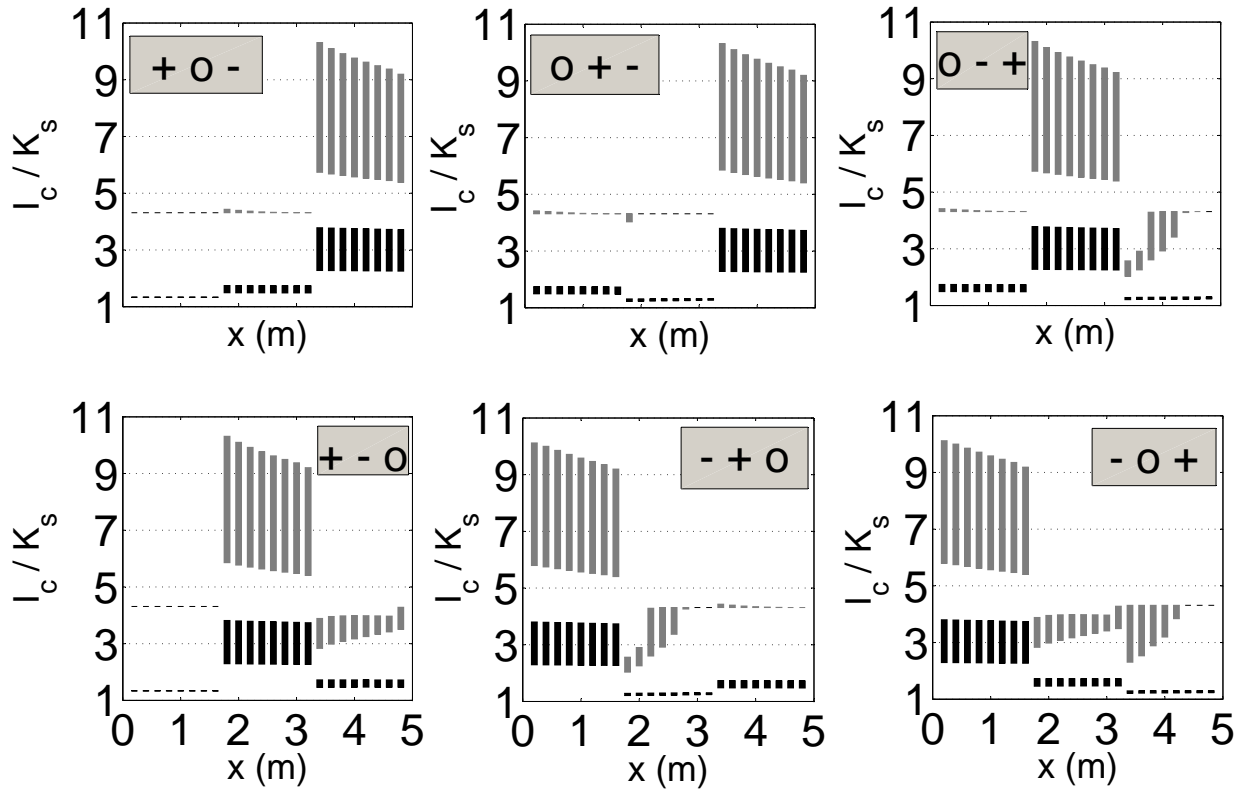 11
9
7
5
3
1
I_c / K_s
+ o -
x (m)
11
9
7
5
3
1
I_c / K_s
o + -
x (m)
11
9
7
5
3
1
I_c / K_s
o - +
x (m)
11
9
7
5
3
1
I_c / K_s
+ - o
0 1 2 3 4 5
x (m)
11
9
7
5
3
1
I_c / K_s
- + o
0 1 2 3 4 5
x (m)
11
9
7
5
3
1
I_c / K_s
- o +
0 1 2 3 4 5
x (m)